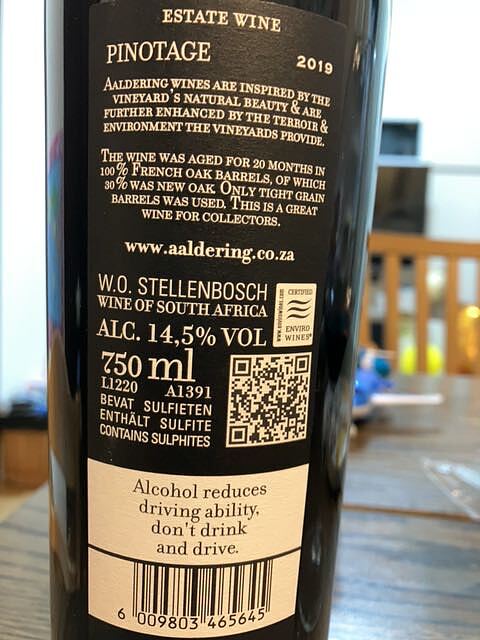 ESTATE WINE
PINOTAGE 2019
AALDERING WINES ARE INSPIRED BY THE
VINEYARD'S NATURAL BEAUTY & ARE
FURTHER ENHANCED BY THE TERROIR &
ENVIRONMENT THE VINEYARDS PROVIDE.
THE WINE WAS AGED FOR 20 MONTHS IN
100% FRENCH OAK BARRELS, OF WHICH
30% WAS NEW OAK. ONLY TIGHT GRAIN
BARRELS WAS USED. THIS IS A GREAT
WINE FOR COLLECTORS.
www.aaldering.co.za
W.O. STELLENBOSCH
WINE OF SOUTH AFRICA
ALC. 14,5% VOL
www.envirowines.com
CERTIFIED
ENVIRO
WINES
750 ml
L1220 A1391
BEVAT SULFIETEN
ENTHÄLT SULFITE
CONTAINS SULPHITES
Alcohol reduces
driving ability,
don't drink
and drive.
6 009803 465645